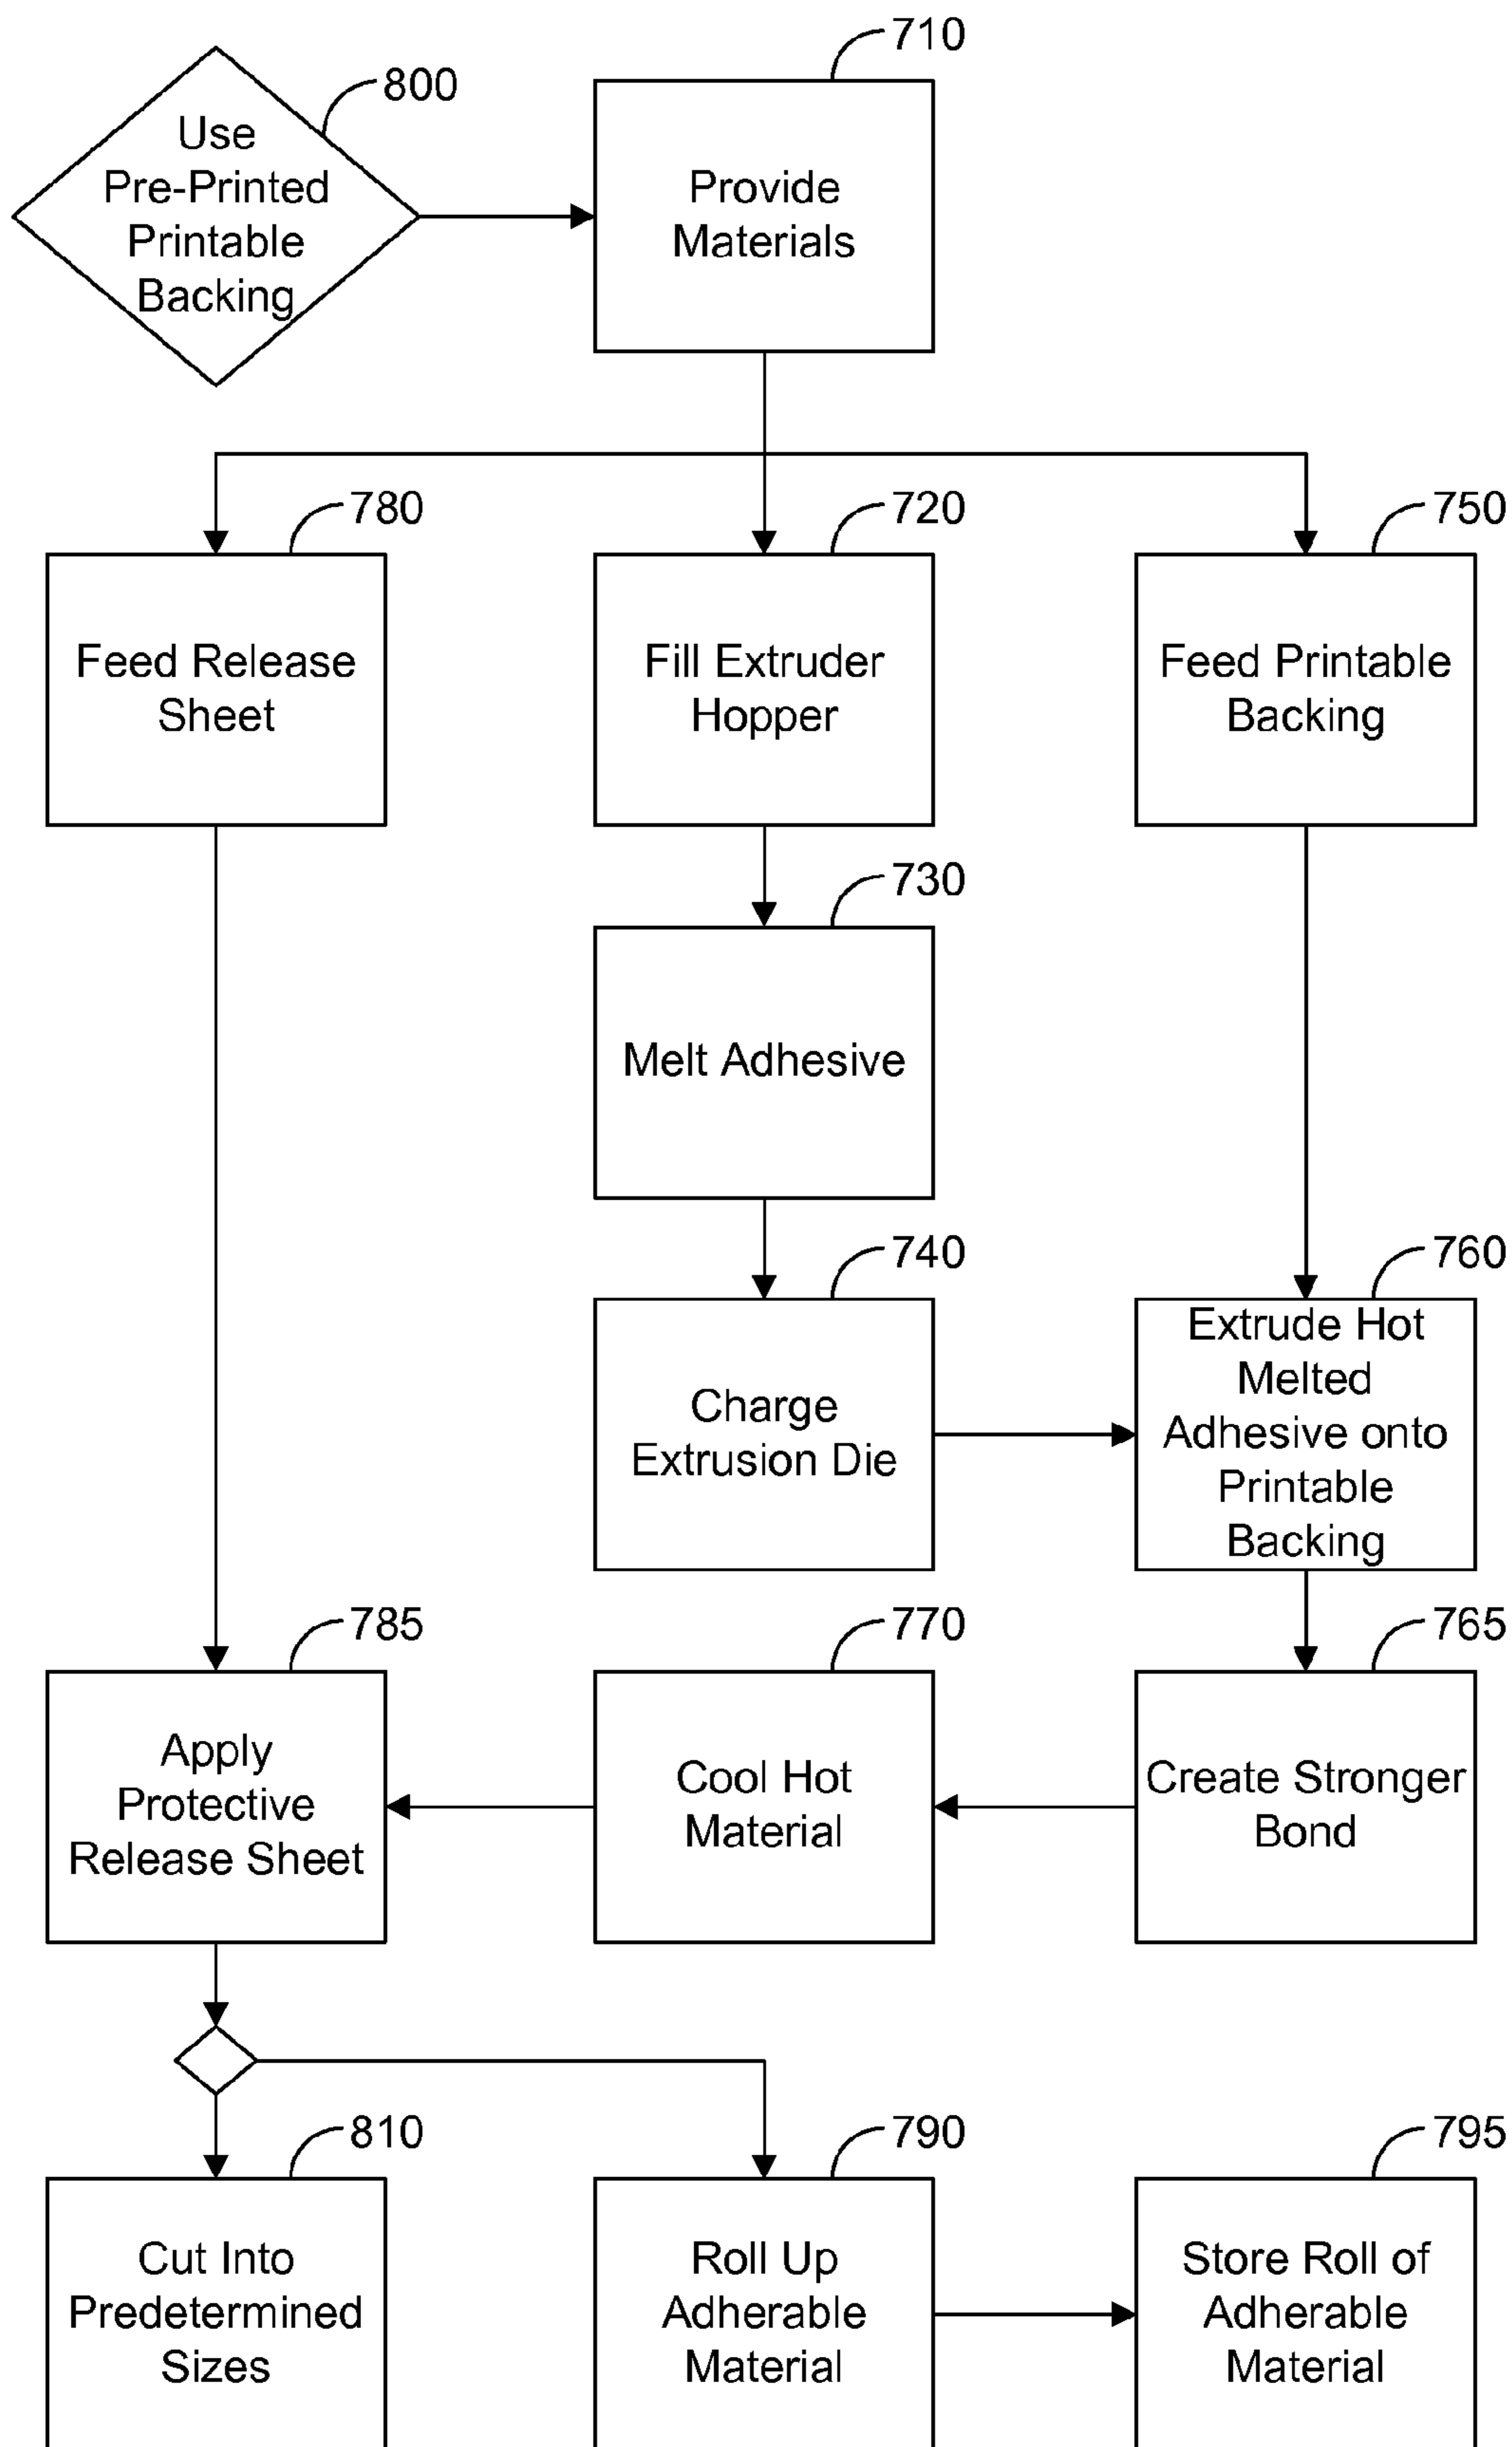 710
800
Use
Pre-Printed
Printable
Backing
Provide
Materials
780
720
750
Feed Release
Sheet
Fill Extruder
Hopper
Feed Printable
Backing
730
Melt Adhesive
740
760
Charge
Extrusion Die
Extrude Hot
Melted
Adhesive onto
Printable
Backing
785
770
765
Apply
Protective
Release Sheet
Cool Hot
Material
Create Stronger
Bond
810
790
795
Cut Into
Predetermined
Sizes
Roll Up
Adherable
Material
Store Roll of
Adherable
Material